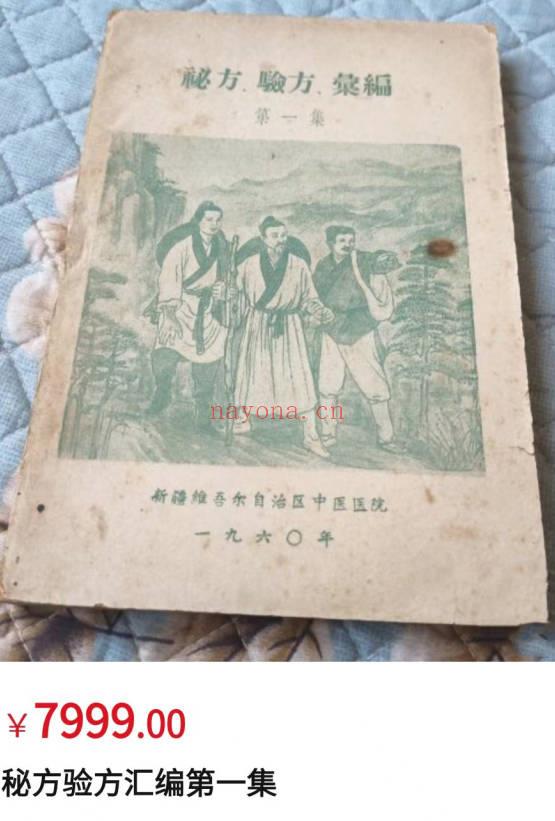 秘方、驗方、彙編
第一集
nayona.cn
新疆維吾尔自治区中医医院
一九六〇年
￥7999.00
秘方验方汇编第一集